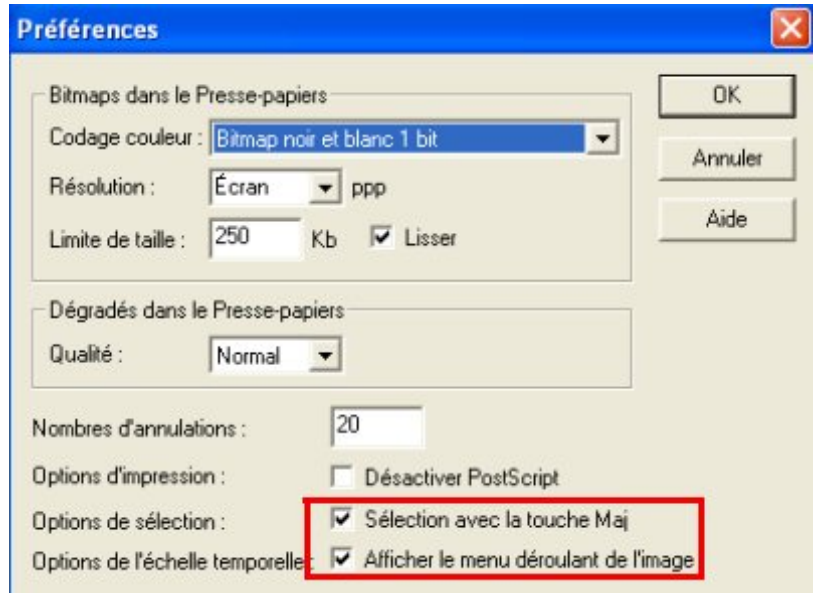 Préférences
Bitmaps dans le Presse-papiers
OK
Codage couleur : Bitmap noir et blanc 1 bit
Annuler
Résolution : Écran ppp
Aide
Limite de taille : 250 Kb Lisser
Dégradés dans le Presse-papiers
Qualité : Normal
Nombres d'annulations : 20
Options d'impression : Désactiver PostScript
Options de sélection : Sélection avec la touche Maj
Options de l'échelle temporelle : Afficher le menu déroulant de l'image